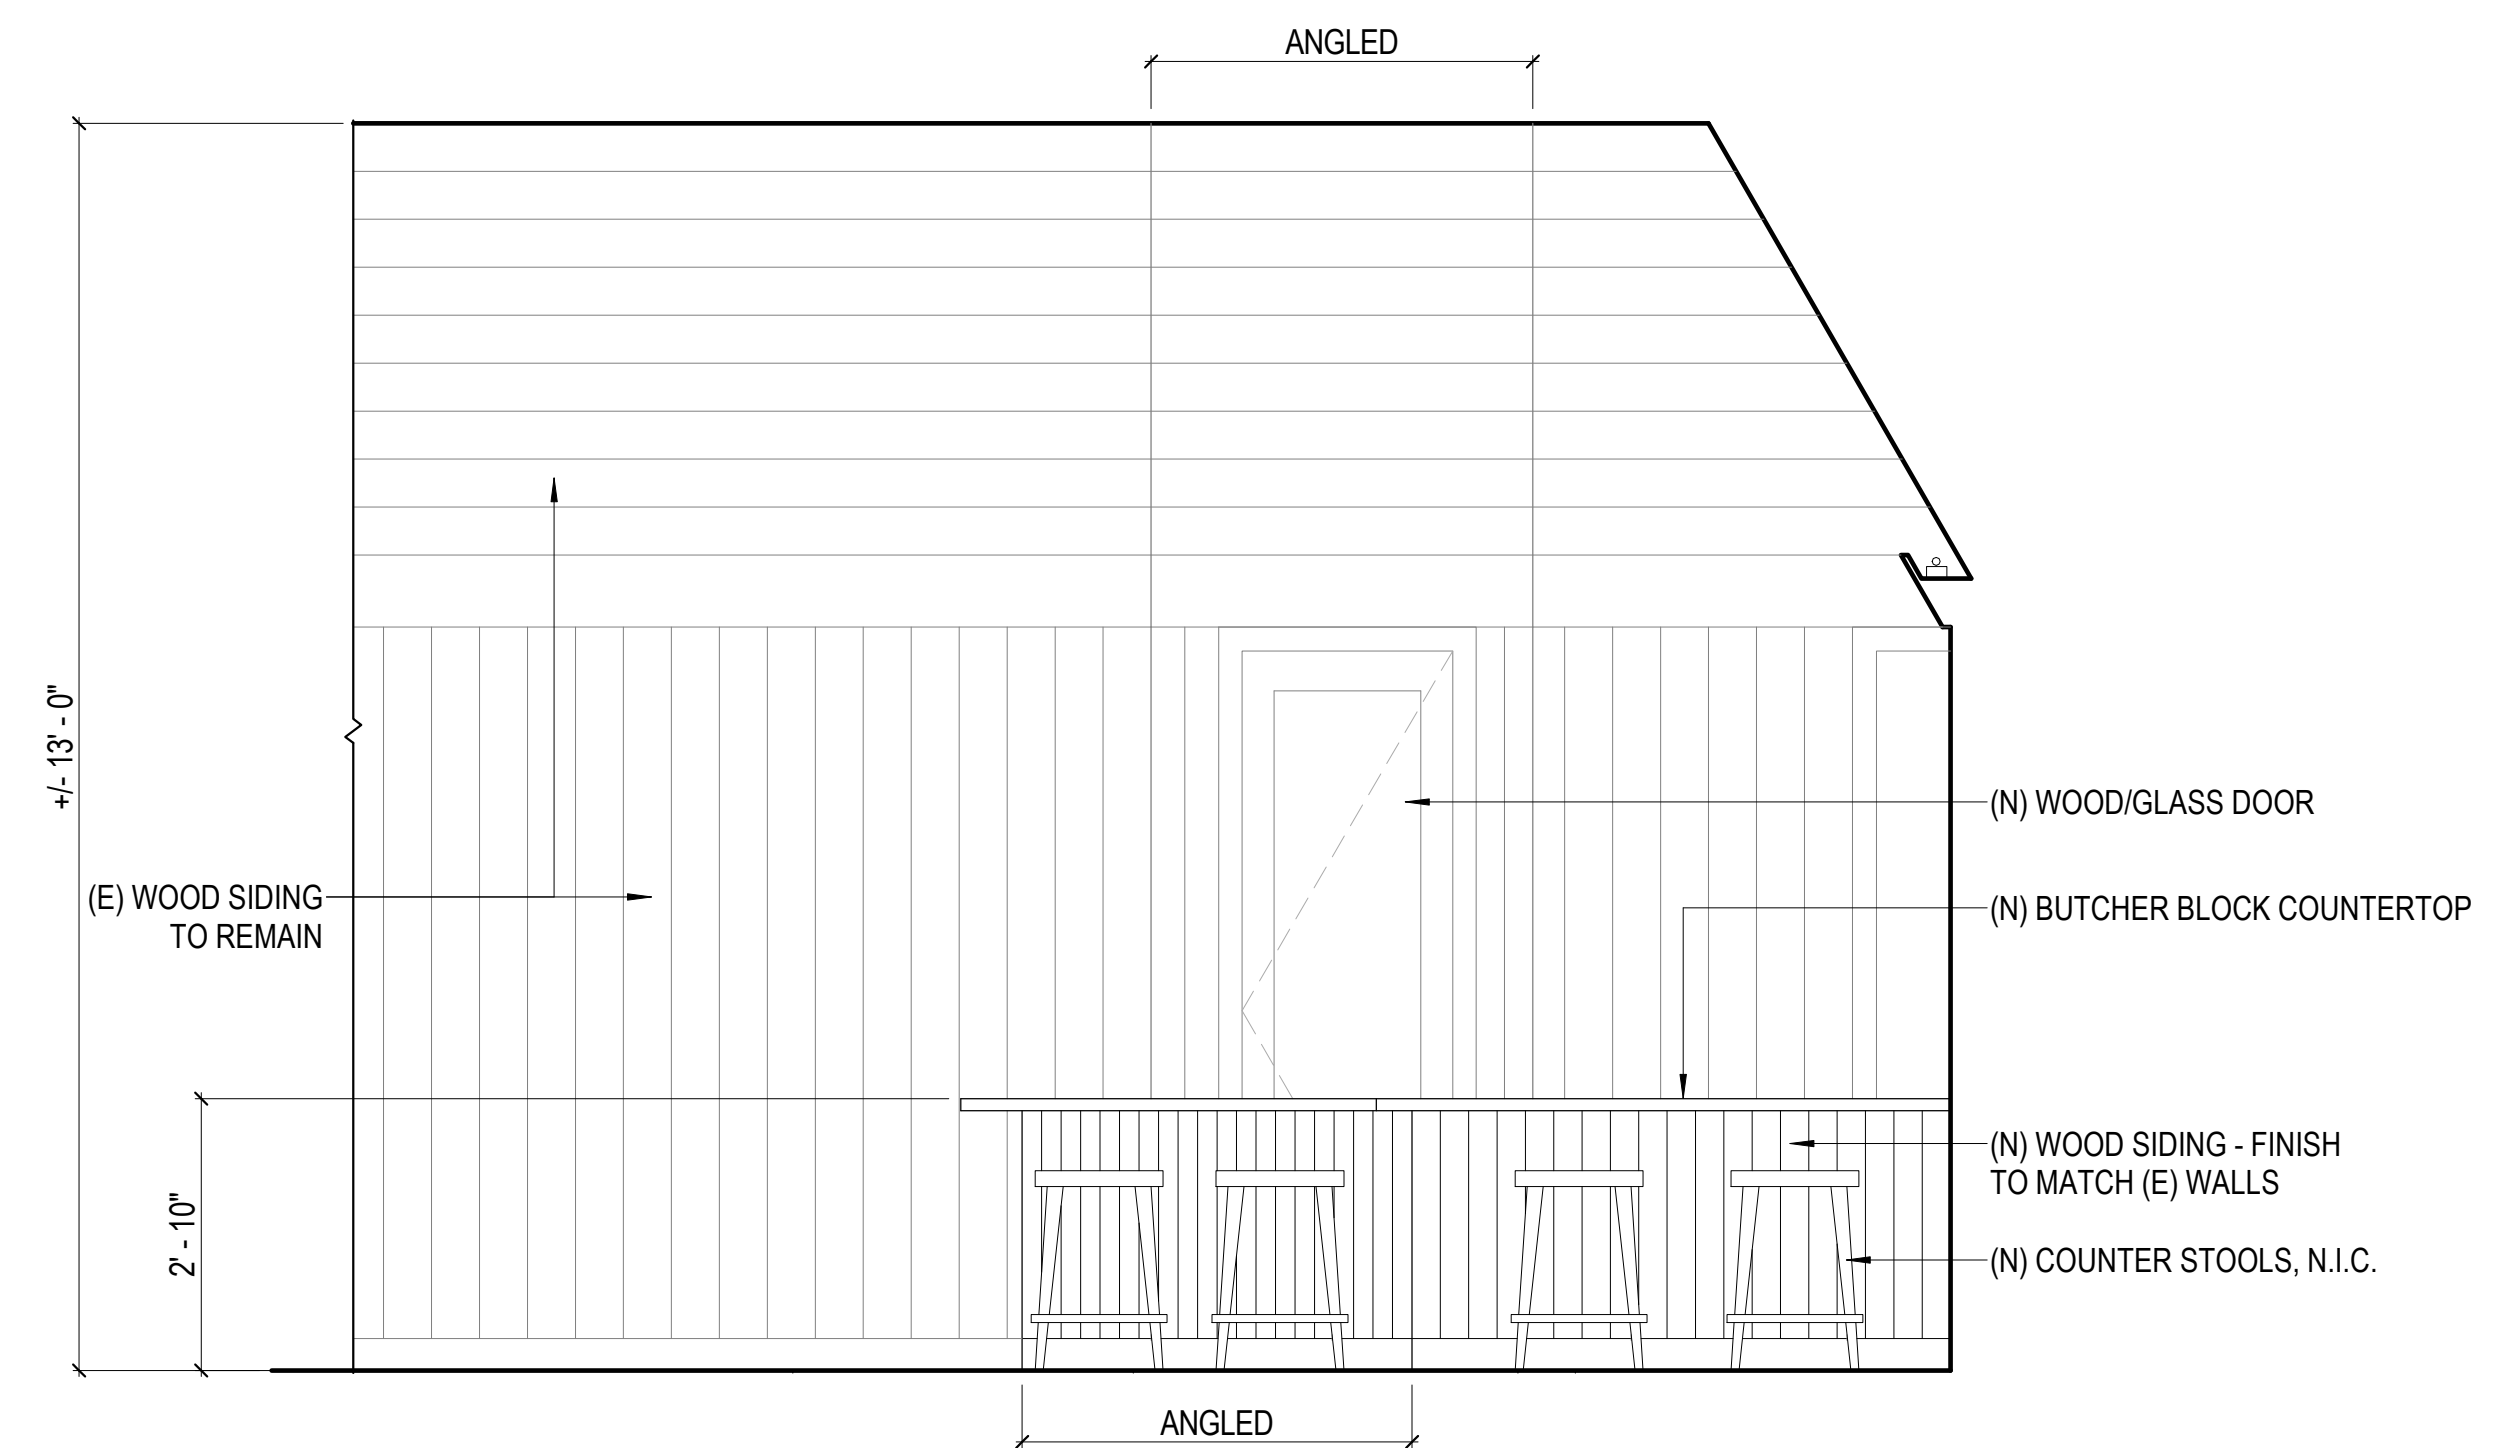 ANGLED
+/- 13' - 0"
(N) WOOD/GLASS DOOR
(E) WOOD SIDING
TO REMAIN
(N) BUTCHER BLOCK COUNTERTOP
(N) WOOD SIDING - FINISH
TO MATCH (E) WALLS
2' - 10"
(N) COUNTER STOOLS, N.I.C.
ANGLED